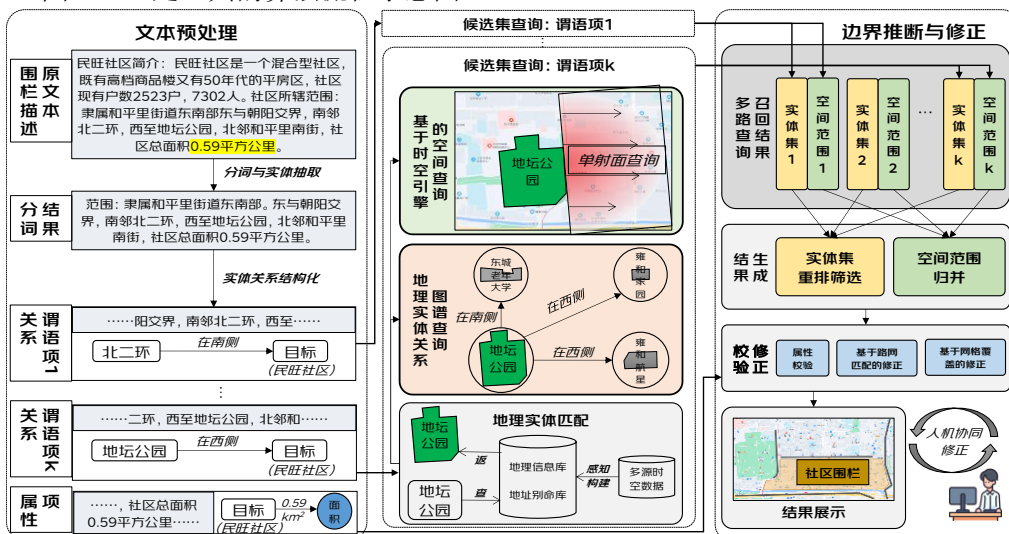 文本预处理
围栏描述
原文本
民旺社区简介：民旺社区是一个混合型社区，
既有高档商品楼又有50年代的平房区，社区
现有户数2523户，7302人。社区所辖范围：
隶属和平里街道东南部东与朝阳交界，南邻
北二环，西至地坛公园，北邻和平里南街，社
区总面积0.59平方公里。
分词与实体抽取
分词
结果
范围：隶属和平里街道东南部。东与朝阳交
界，南邻北二环，西至地坛公园，北邻和平里
南街，社区总面积0.59平方公里。
实体关系结构化
关系
谓语项1
……阳交界，南邻北二环，西至……
北二环
在南侧
目标
(民旺社区)
⋮
关系
谓语项k
……二环，西至地坛公园，北邻和……
地坛公园
在西侧
目标
(民旺社区)
属性
项
……，社区总面积
0.59平方公里……
目标
(民旺社区)
0.59
km²
面积
候选集查询：谓语项1
⋮
候选集查询：谓语项k
基于时空引擎
的空间查询
地坛公园
单射面查询
地理实体关系
图谱查询
东城老年大学
雍和家园
在南侧
在西侧
地坛公园
在西侧
雍和航星
地理实体匹配
地坛公园
返
地理信息库
地址别命库
感知
构建
多源时
空数据
地坛公园
查
边界推断与修正
多路查询
召回结果
实体集1
空间范围1
实体集2
空间范围2
…
实体集k
空间范围k
结果
生成
实体集
重排筛选
空间范围
归并
校验
修正
属性
校验
基于路网
匹配的修正
基于网格覆
盖的修正
社区围栏
结果展示
人机协同
修正